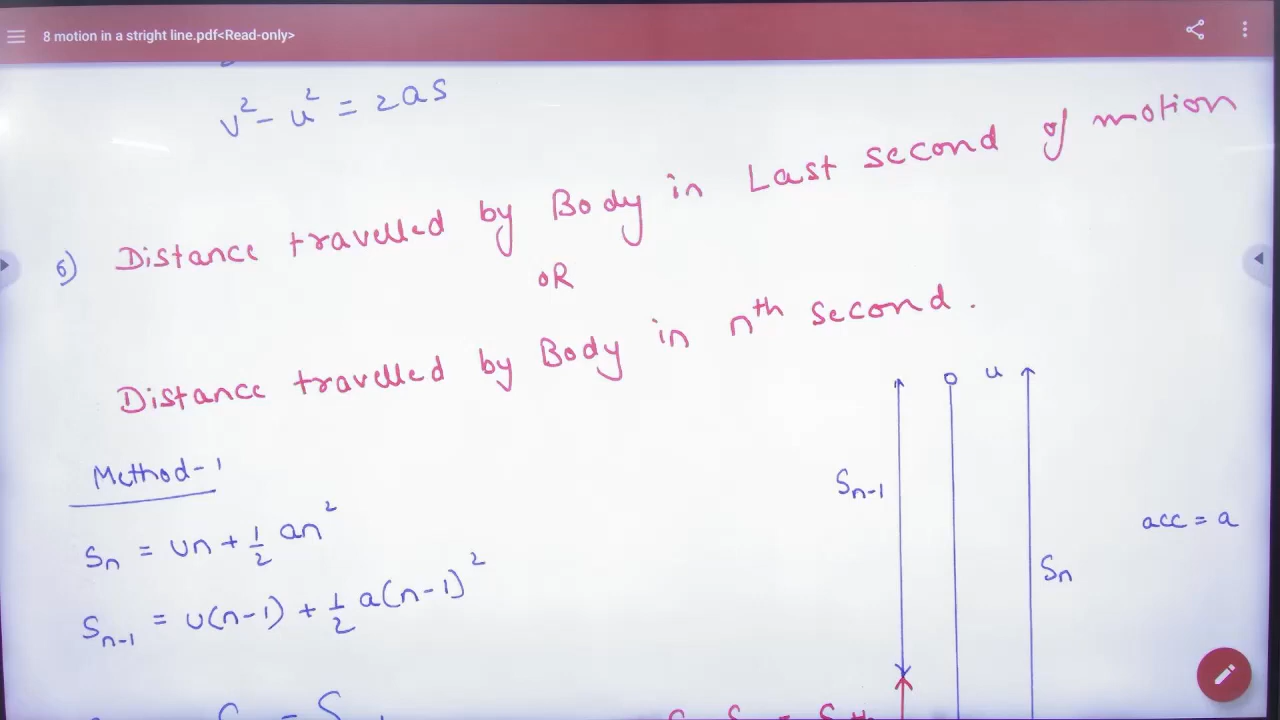 8 motion in a stright line.pdf<Read-only>
v² - u² = 2as
6) Distance travelled by Body in Last second of motion
OR
Distance travelled by Body in nth second.
Method-1
Sn = un + 1/2 an²
Sn-1 = u(n-1) + 1/2 a(n-1)²
u
Sn-1
acc = a
Sn